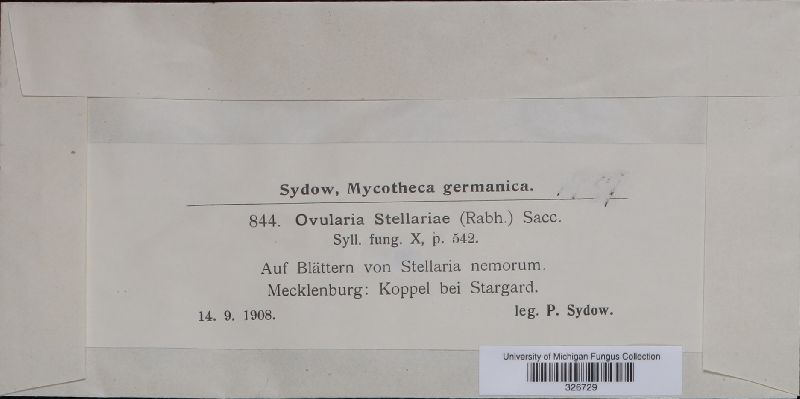 Sydow, Mycotheca germanica.
844. Ovularia Stellariae (Rabh.) Sacc.
Syll. fung. X, p. 542.
Auf Blättern von Stellaria nemorum.
Mecklenburg: Koppel bei Stargard.
14. 9. 1908. leg. P. Sydow.
University of Michigan Fungus Collection
326729